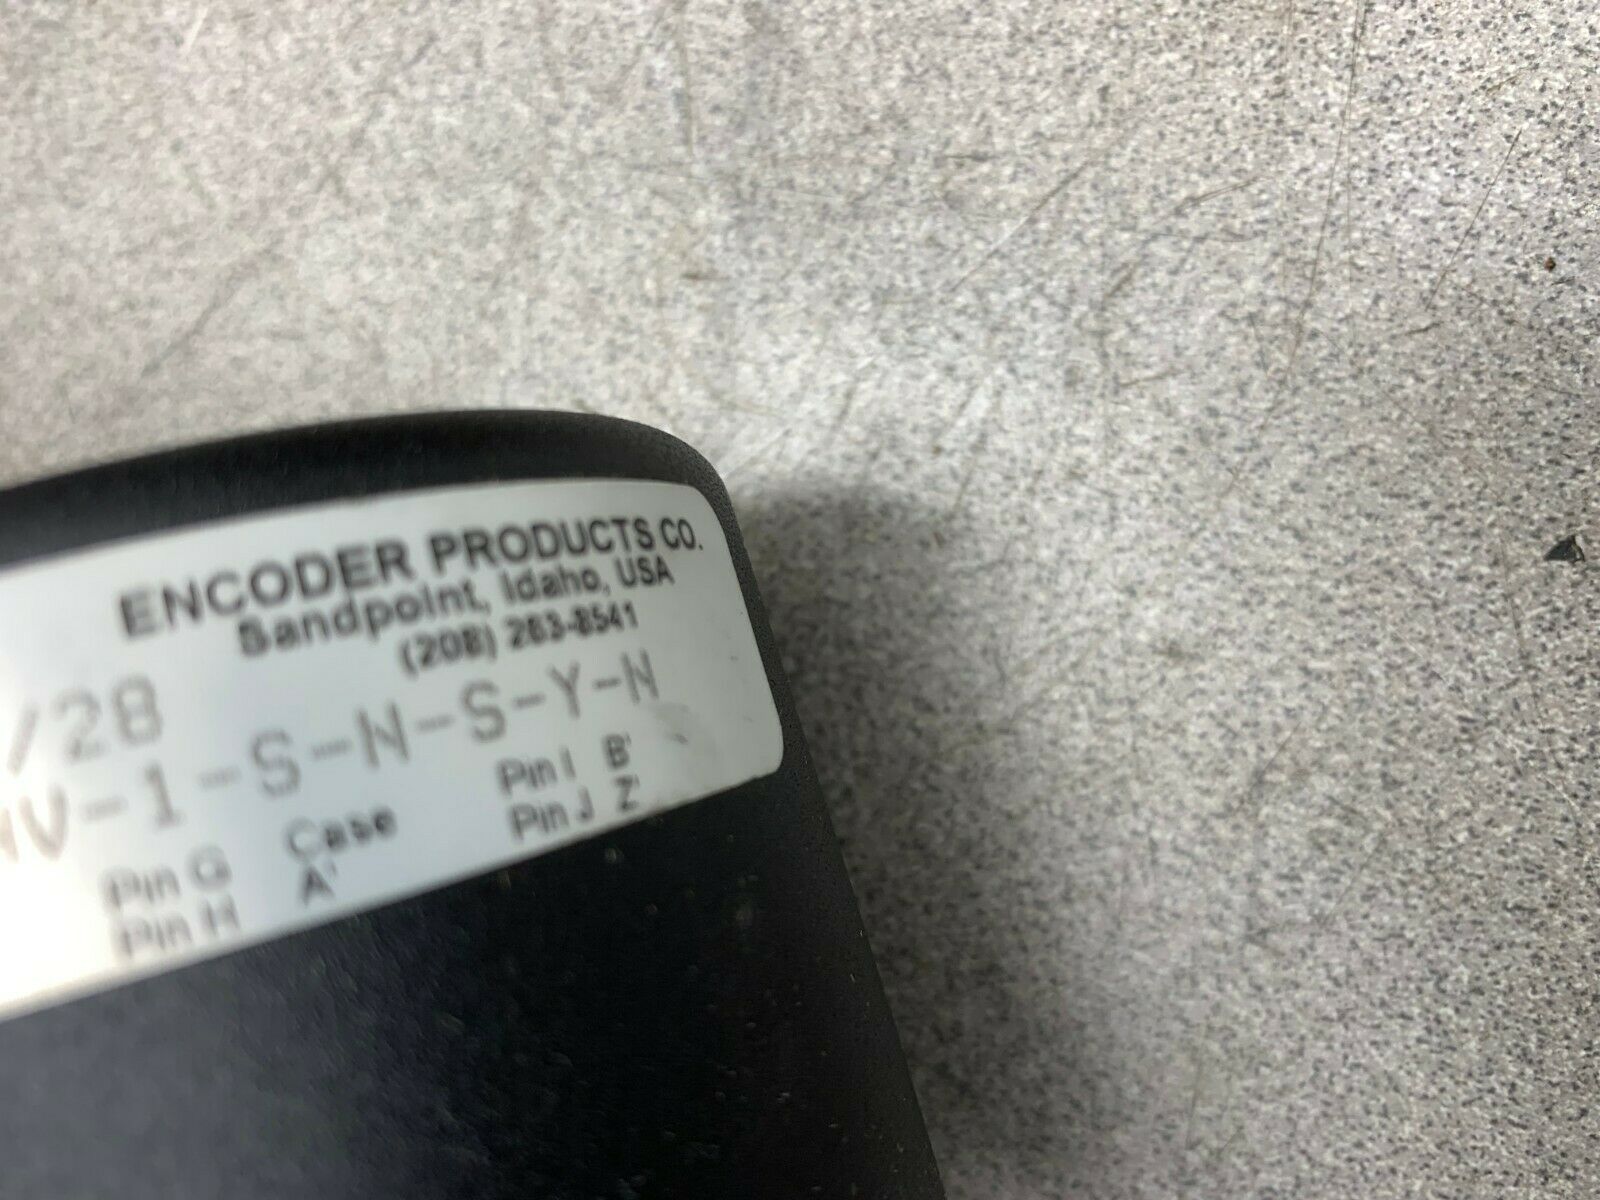 ENCODER PRODUCTS CO.
Sandpoint, Idaho, USA
(208) 263-8541
/28
V-1-S-N-S-Y-N
Pin G Case Pin I B'
Pin H A' Pin J Z'